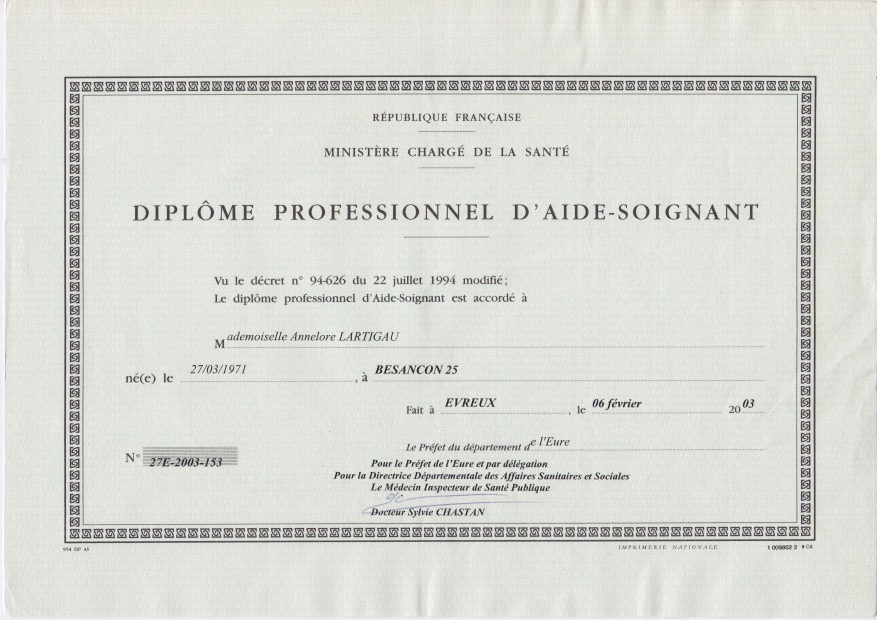 RÉPUBLIQUE FRANÇAISE
MINISTÈRE CHARGÉ DE LA SANTÉ
DIPLÔME PROFESSIONNEL D'AIDE-SOIGNANT
Vu le décret n° 94-626 du 22 juillet 1994 modifié;
Le diplôme professionnel d'Aide-Soignant est accordé à
Mademoiselle Annelore LARTIGAU
né(e) le 27/03/1971, à BESANCON 25
Fait à EVREUX, le 06 février 2003
Le Préfet du département de l'Eure
N° 27E-2003-153
Pour le Préfet de l'Eure et par délégation
Pour la Directrice Départementale des Affaires Sanitaires et Sociales
Le Médecin Inspecteur de Santé Publique
Docteur Sylvie CHASTAN
994 DP 45 IMPRIMERIE NATIONALE 1 009852 2 9 C4